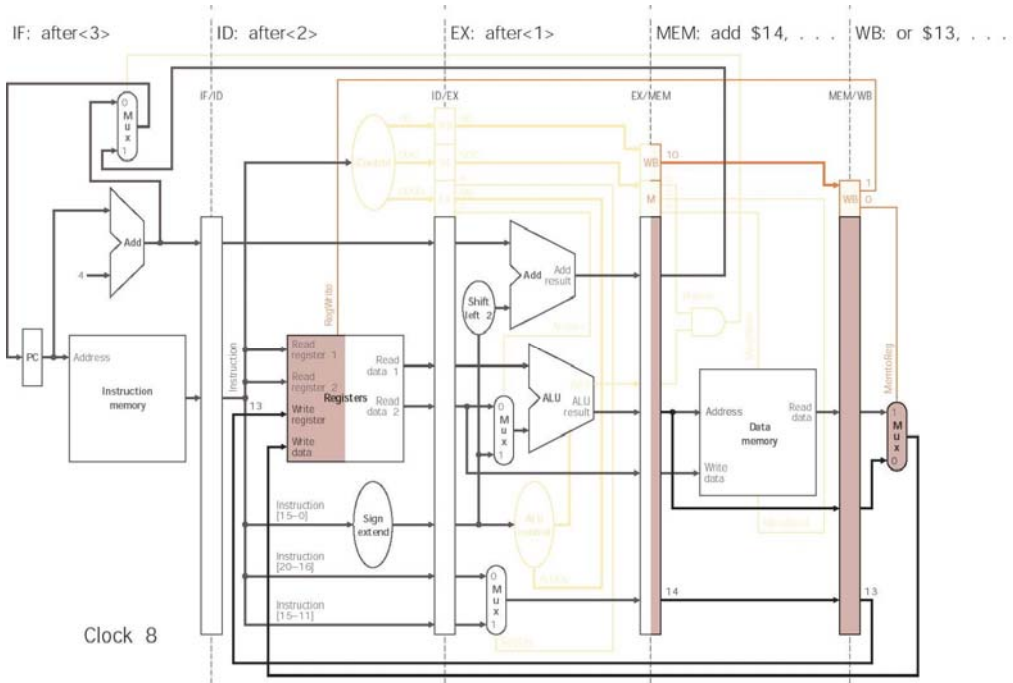 IF: after<3>
ID: after<2>
EX: after<1>
MEM: add $14, . . .
WB: or $13, . . .
IF/ID
ID/EX
EX/MEM
MEM/WB
0
M
u
x
1
WB
10
M
1
WB
0
Add
4
Add
Add
result
Shift
left 2
RegWrite
PC
Address
Instruction
memory
Instruction
Read
register 1
Read
register 2
Registers
Read
data 1
Read
data 2
13
Write
register
Write
data
0
M
u
x
1
ALU
ALU
result
Address
Read
data
Data
memory
Write
data
MemtoReg
1
M
u
x
0
Instruction
[15–0]
Sign
extend
Instruction
[20–16]
Instruction
[15–11]
0
M
u
x
1
14
13
Clock 8